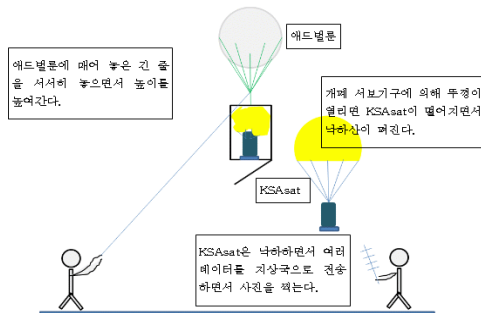 애드벌룬
애드벌룬에 매어 놓은 긴 줄
을 서서히 놓으면서 높이를
높여간다.
개폐 서보기구에 의해 뚜껑이
열리면 KSAsat이 떨어지면서
낙하산이 펴진다.
KSAsat
KSAsat은 낙하하면서 여러
데이터를 지상국으로 전송
하면서 사진을 찍는다.